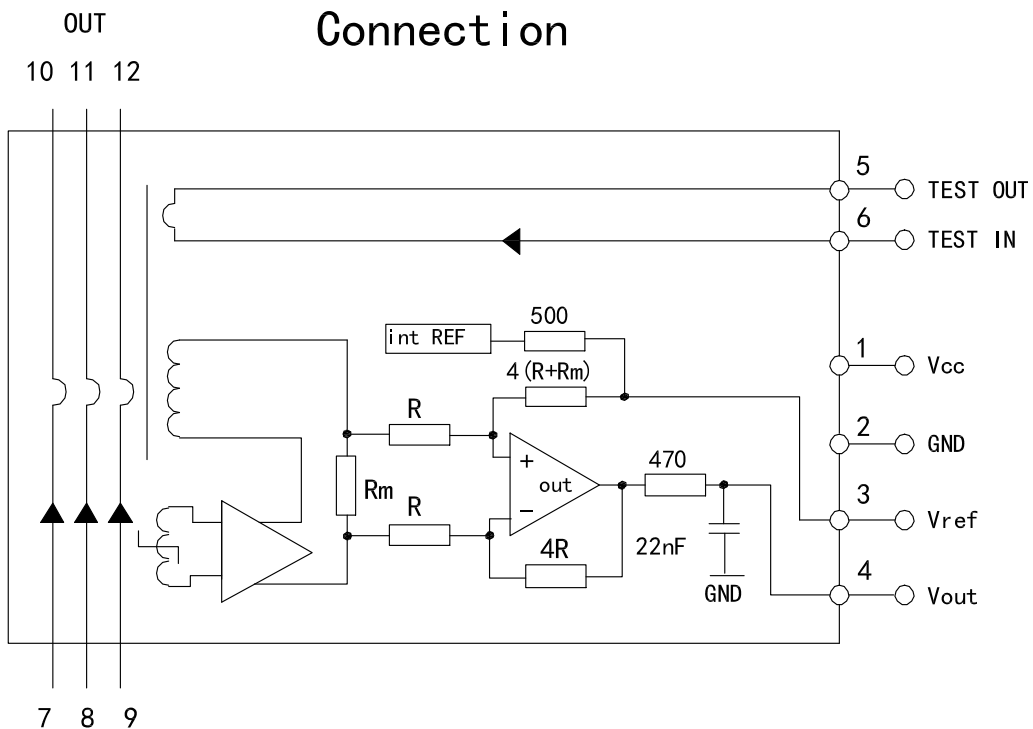 OUT
Connection
10 11 12
5
TEST OUT
6
TEST IN
500
int REF
1
4(R+Rm)
Vcc
R
2
+
470
GND
Rm
out
3
R
−
Vref
4R
22nF
4
GND
Vout
7 8 9